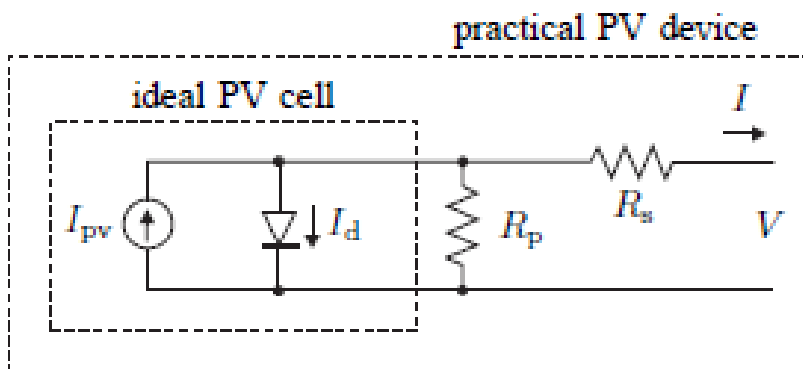 practical PV device
ideal PV cell
I
I_pv
I_d
R_p
R_s
V